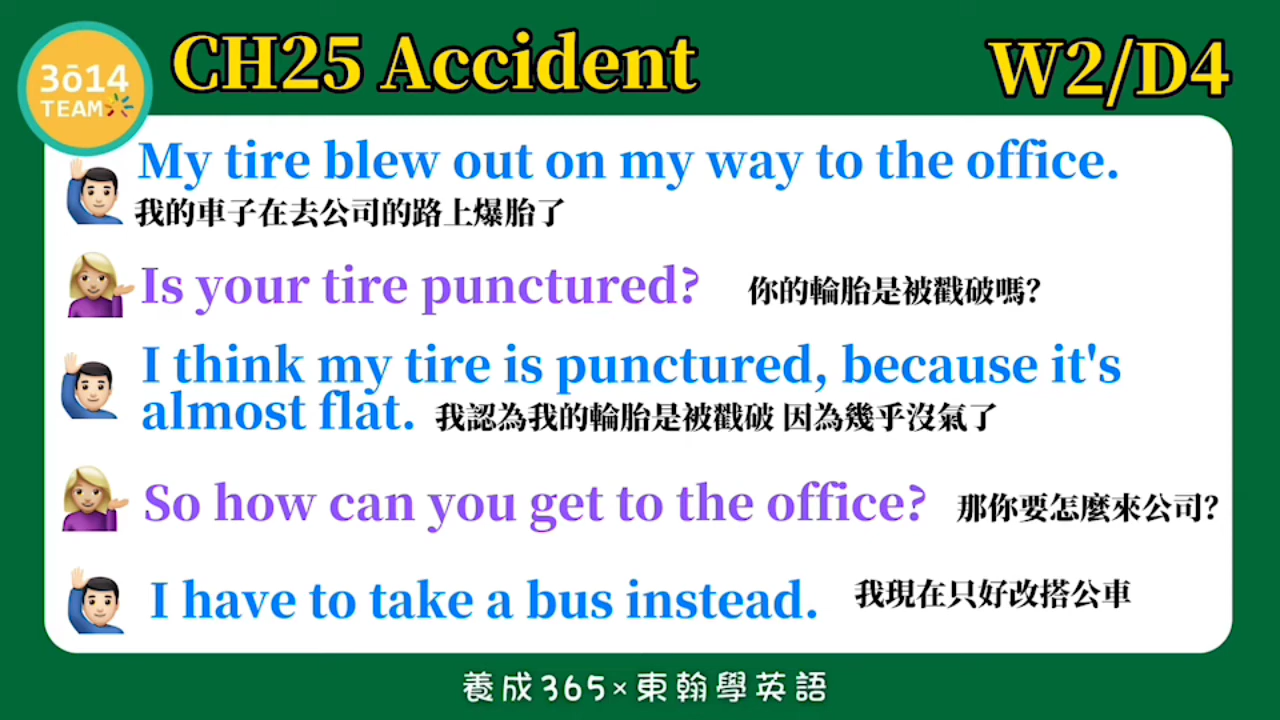 3ō14
TEAM
CH25 Accident
W2/D4
My tire blew out on my way to the office.
我的車子在去公司的路上爆胎了
Is your tire punctured?
你的輪胎是被戳破嗎?
I think my tire is punctured, because it's
almost flat.
我認為我的輪胎是被戳破 因為幾乎沒氣了
So how can you get to the office?
那你要怎麼來公司?
I have to take a bus instead.
我現在只好改搭公車
養成365×東翰學英語